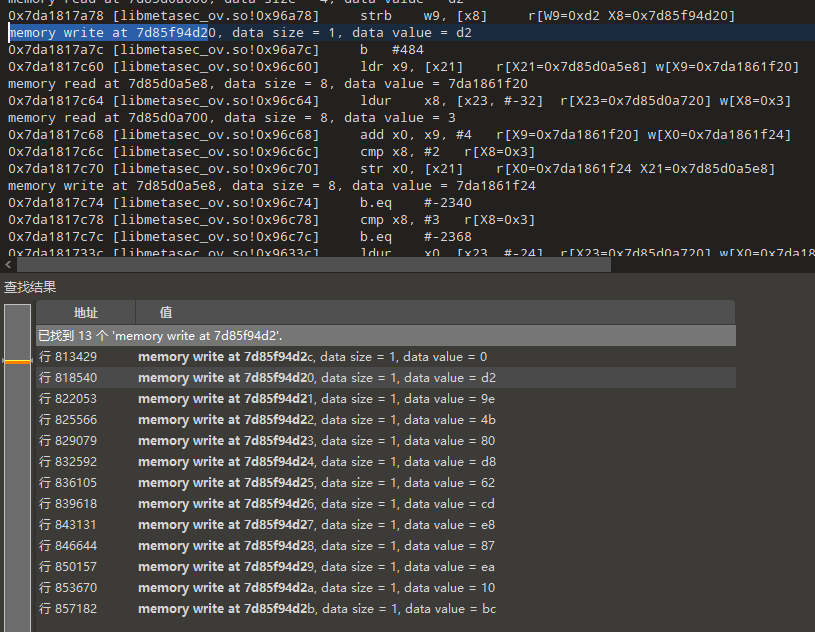 0x7da1817a78 [libmetasec_ov.so!0x96a78]     strb    w9, [x8]    r[W9=0xd2 X8=0x7d85f94d20]
memory write at 7d85f94d20, data size = 1, data value = d2
0x7da1817a7c [libmetasec_ov.so!0x96a7c]     b   #484
0x7da1817c60 [libmetasec_ov.so!0x96c60]     ldr x9, [x21]    r[X21=0x7d85d0a5e8] w[X9=0x7da1861f20]
memory read at 7d85d0a5e8, data size = 8, data value = 7da1861f20
0x7da1817c64 [libmetasec_ov.so!0x96c64]     ldur    x8, [x23, #-32]  r[X23=0x7d85d0a720] w[X8=0x3]
memory read at 7d85d0a700, data size = 8, data value = 3
0x7da1817c68 [libmetasec_ov.so!0x96c68]     add x0, x9, #4   r[X9=0x7da1861f20] w[X0=0x7da1861f24]
0x7da1817c6c [libmetasec_ov.so!0x96c6c]     cmp x8, #2   r[X8=0x3]
0x7da1817c70 [libmetasec_ov.so!0x96c70]     str x0, [x21]    r[X0=0x7da1861f24 X21=0x7d85d0a5e8]
memory write at 7d85d0a5e8, data size = 8, data value = 7da1861f24
0x7da1817c74 [libmetasec_ov.so!0x96c74]     b.eq    #-2340
0x7da1817c78 [libmetasec_ov.so!0x96c78]     cmp x8, #3   r[X8=0x3]
0x7da1817c7c [libmetasec_ov.so!0x96c7c]     b.eq    #-2368
0x7da181733c [libmetasec_ov.so!0x9633c]     ldur    x0, [x23, #-24]  r[X23=0x7d85d0a720] w[X0=0x7da18
查找结果
地址 值
已找到 13 个 'memory write at 7d85f94d2'.
行 813429 memory write at 7d85f94d2c, data size = 1, data value = 0
行 818540 memory write at 7d85f94d20, data size = 1, data value = d2
行 822053 memory write at 7d85f94d21, data size = 1, data value = 9e
行 825566 memory write at 7d85f94d22, data size = 1, data value = 4b
行 829079 memory write at 7d85f94d23, data size = 1, data value = 80
行 832592 memory write at 7d85f94d24, data size = 1, data value = d8
行 836105 memory write at 7d85f94d25, data size = 1, data value = 62
行 839618 memory write at 7d85f94d26, data size = 1, data value = cd
行 843131 memory write at 7d85f94d27, data size = 1, data value = e8
行 846644 memory write at 7d85f94d28, data size = 1, data value = 87
行 850157 memory write at 7d85f94d29, data size = 1, data value = ea
行 853670 memory write at 7d85f94d2a, data size = 1, data value = 10
行 857182 memory write at 7d85f94d2b, data size = 1, data value = bc